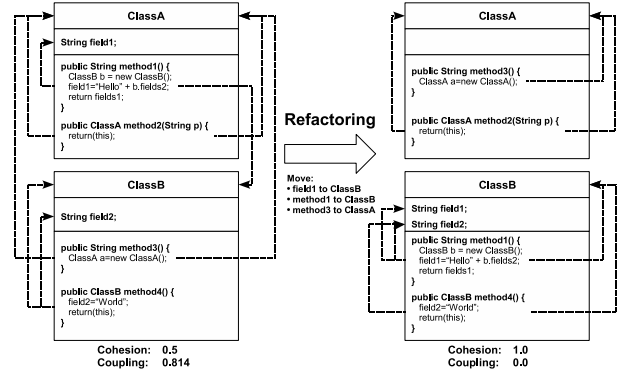 ClassA
String field1;
public String method1() {
ClassB b = new ClassB();
field1="Hello" + b.fields2;
return fields1;
}
public ClassA method2(String p) {
return(this);
}
ClassB
String field2;
public String method3() {
ClassA a=new ClassA();
}
public ClassB method4() {
field2="World";
return(this);
}
Cohesion: 0.5
Coupling: 0.814
Refactoring
Move:
• field1 to ClassB
• method1 to ClassB
• method3 to ClassA
ClassA
public String method3() {
ClassA a=new ClassA();
}
public ClassA method2(String p) {
return(this);
}
ClassB
String field1;
String field2;
public String method1() {
ClassB b = new ClassB();
field1="Hello" + b.fields2;
return fields1;
}
public ClassB method4() {
field2="World";
return(this);
}
Cohesion: 1.0
Coupling: 0.0